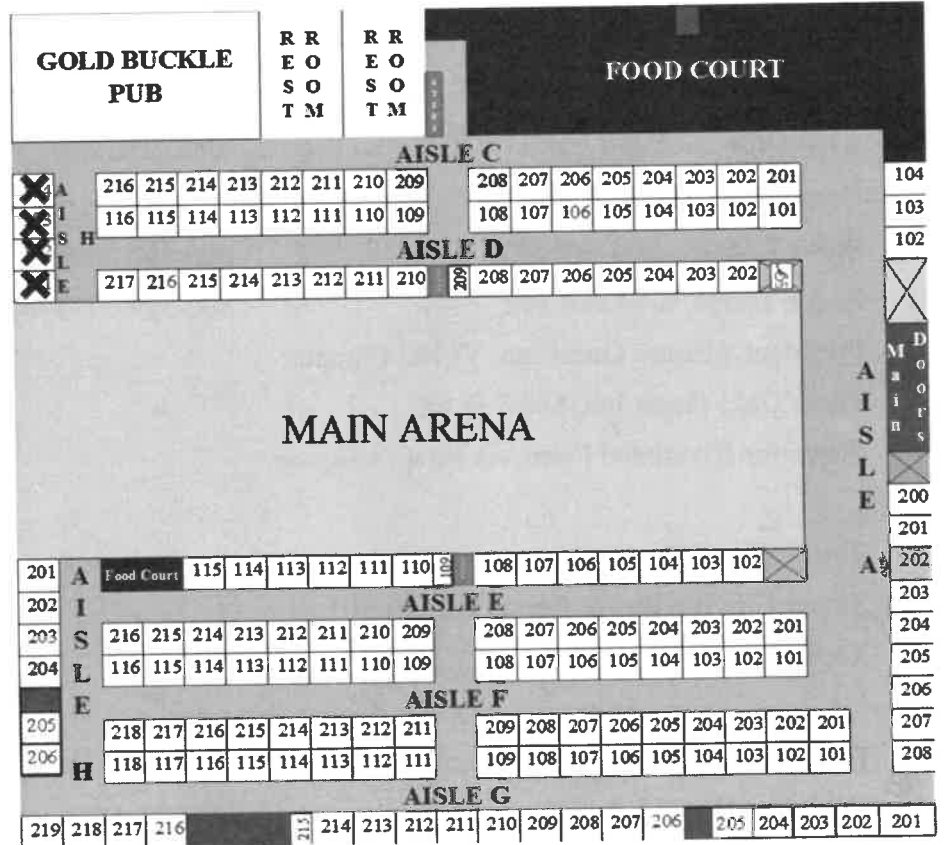 GOLD BUCKLE
PUB
REST ROOM
REST ROOM
FOOD COURT
AISLE C
216 215 214 213 212 211 210 209 208 207 206 205 204 203 202 201
104
116 115 114 113 112 111 110 109 108 107 106 105 104 103 102 101
103
AISLE H
102
AISLE D
217 216 215 214 213 212 211 210 209 208 207 206 205 204 203 202
Main Doors
MAIN ARENA
AISLE A
200
201
202
203
204
205
206
207
208
201
202
203
204
205
206
AISLE H
Food Court 115 114 113 112 111 110 109 108 107 106 105 104 103 102
AISLE E
216 215 214 213 212 211 210 209 208 207 206 205 204 203 202 201
116 115 114 113 112 111 110 109 108 107 106 105 104 103 102 101
AISLE F
218 217 216 215 214 213 212 211 209 208 207 206 205 204 203 202 201
118 117 116 115 114 113 112 111 109 108 107 106 105 104 103 102 101
AISLE G
219 218 217 216 215 214 213 212 211 210 209 208 207 206 205 204 203 202 201